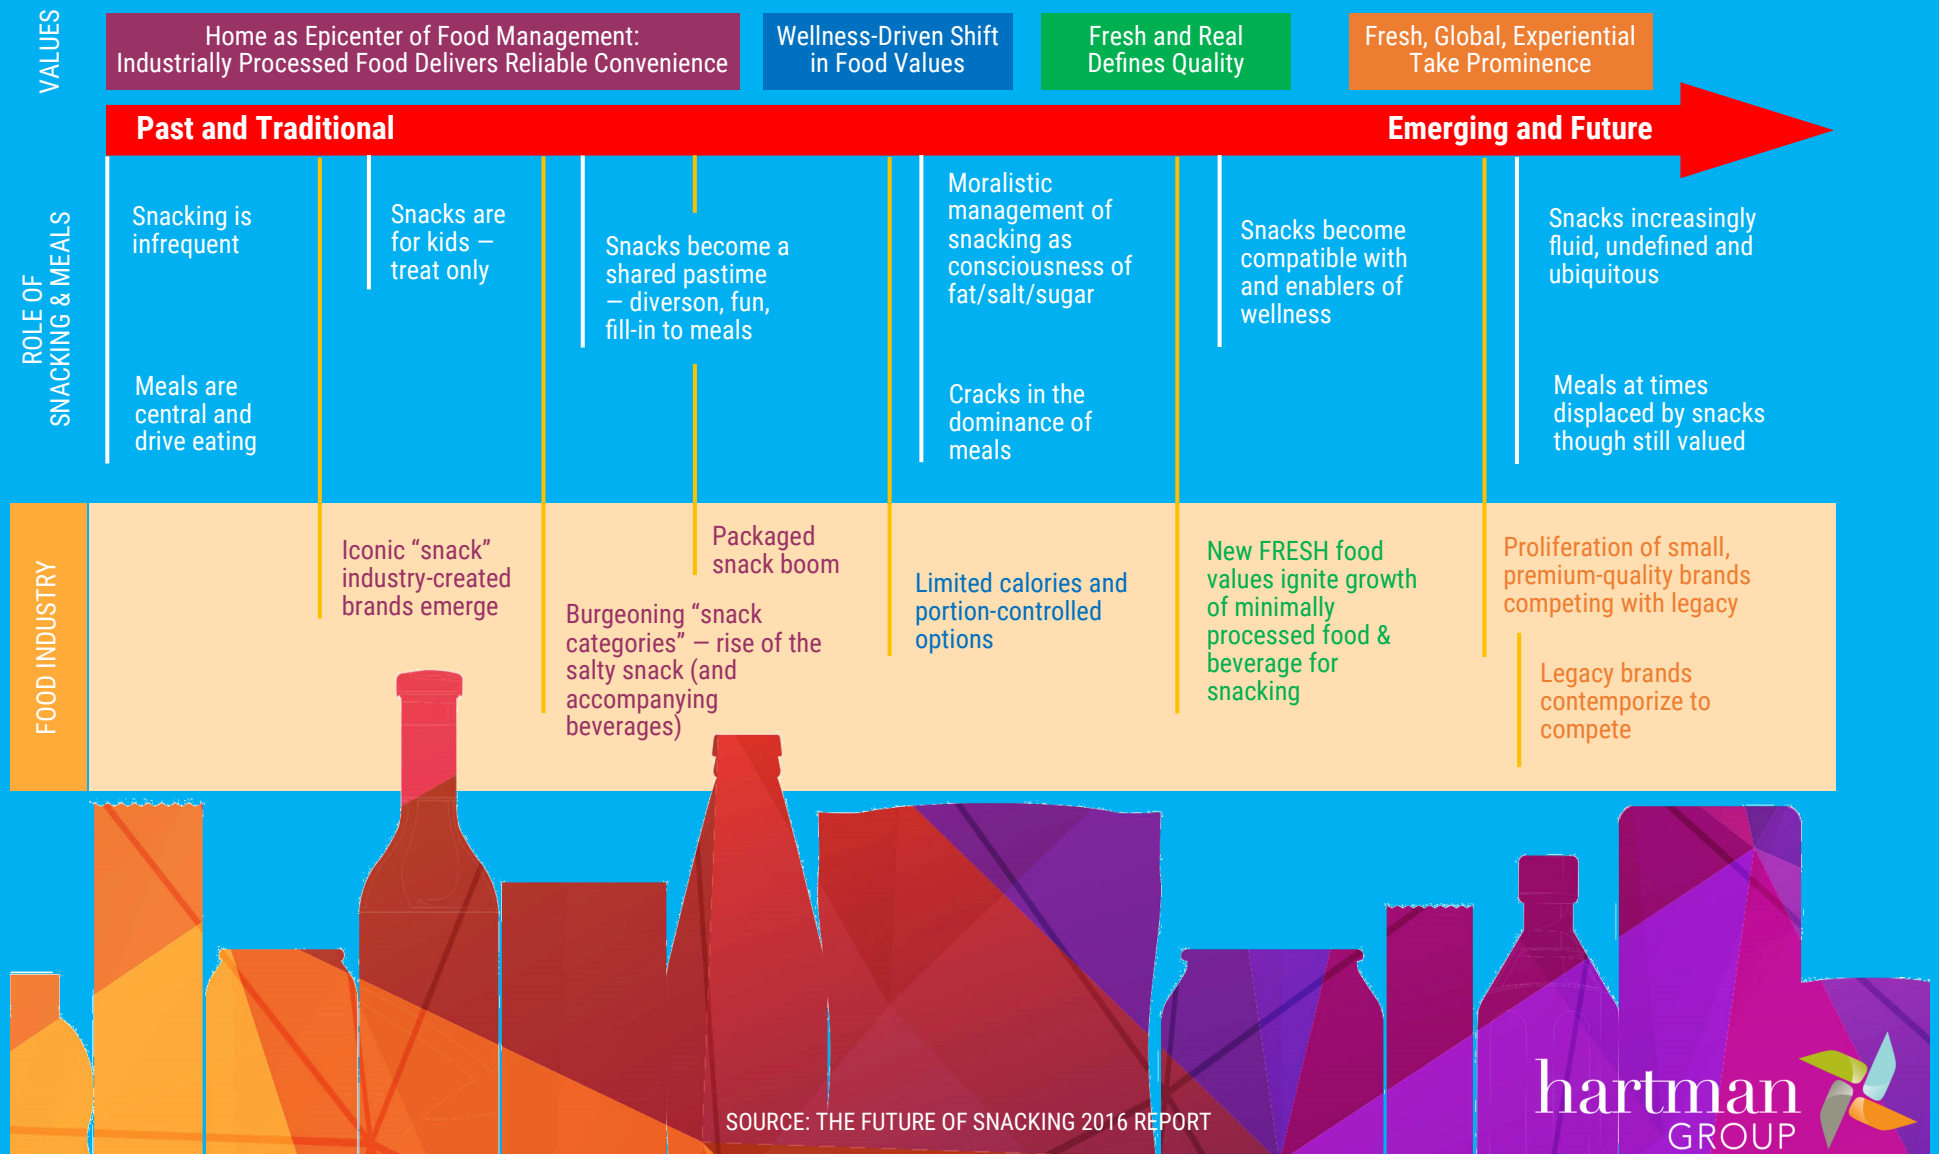 VALUES
Home as Epicenter of Food Management:
Industrially Processed Food Delivers Reliable Convenience
Wellness-Driven Shift
in Food Values
Fresh and Real
Defines Quality
Fresh, Global, Experiential
Take Prominence
Past and Traditional
Emerging and Future
ROLE OF
SNACKING & MEALS
Snacking is
infrequent
Meals are
central and
drive eating
Snacks are
for kids –
treat only
Snacks become a
shared pastime
– diverson, fun,
fill-in to meals
Moralistic
management of
snacking as
consciousness of
fat/salt/sugar
Cracks in the
dominance of
meals
Snacks become
compatible with
and enablers of
wellness
Snacks increasingly
fluid, undefined and
ubiquitous
Meals at times
displaced by snacks
though still valued
FOOD INDUSTRY
Iconic “snack”
industry-created
brands emerge
Burgeoning “snack
categories” – rise of the
salty snack (and
accompanying
beverages)
Packaged
snack boom
Limited calories and
portion-controlled
options
New FRESH food
values ignite growth
of minimally
processed food &
beverage for
snacking
Proliferation of small,
premium-quality brands
competing with legacy
Legacy brands
contemporize to
compete
SOURCE: THE FUTURE OF SNACKING 2016 REPORT
hartman
GROUP